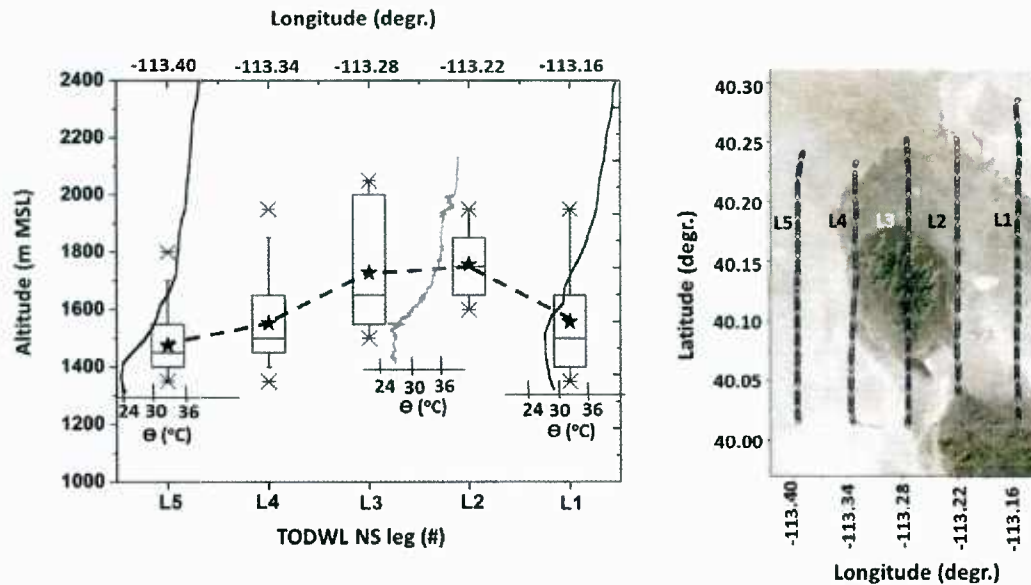 Longitude (degr.)
-113.40 -113.34 -113.28 -113.22 -113.16
2400
2200
2000
1800
1600
1400
1200
1000
Altitude (m MSL)
24 30 36
Θ (°C)
24 30 36
Θ (°C)
24 30 36
Θ (°C)
L5 L4 L3 L2 L1
TODWL NS leg (#)
40.30
40.25
40.20
40.15
40.10
40.05
40.00
Latitude (degr.)
L5 L4 L3 L2 L1
-113.40 -113.34 -113.28 -113.22 -113.16
Longitude (degr.)